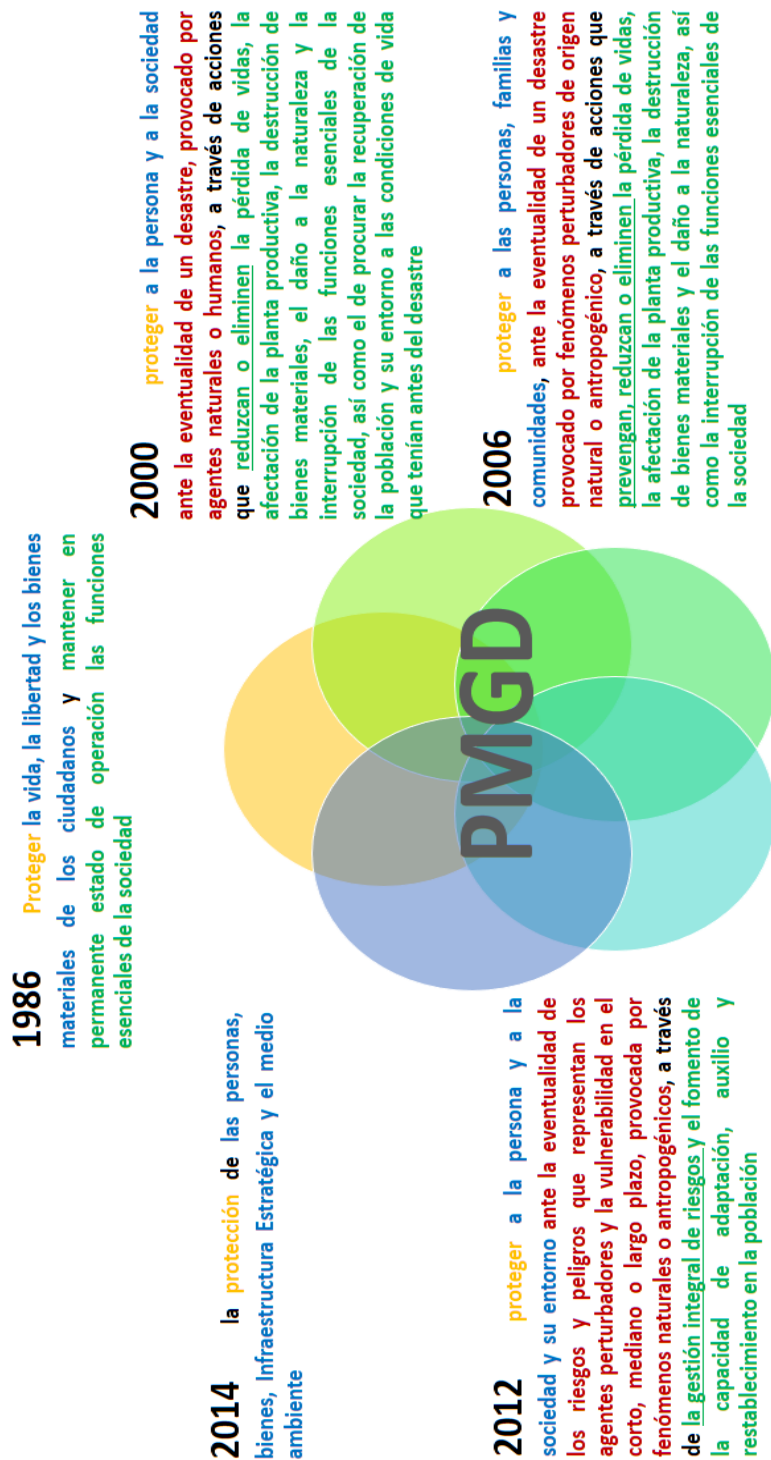 1986 Proteger la vida, la libertad y los bienes
materiales de los ciudadanos y mantener en
permanente estado de operación las funciones
esenciales de la sociedad
2000 proteger a la persona y a la sociedad
ante la eventualidad de un desastre, provocado por
agentes naturales o humanos, a través de acciones
que reduzcan o eliminen la pérdida de vidas, la
afectación de la planta productiva, la destrucción de
bienes materiales, el daño a la naturaleza y la
interrupción de las funciones esenciales de la
sociedad, así como el de procurar la recuperación de
la población y su entorno a las condiciones de vida
que tenían antes del desastre
2006 proteger a las personas, familias y
comunidades, ante la eventualidad de un desastre
provocado por fenómenos perturbadores de origen
natural o antropogénico, a través de acciones que
prevengan, reduzcan o eliminen la pérdida de vidas,
la afectación de la planta productiva, la destrucción
de bienes materiales y el daño a la naturaleza, así
como la interrupción de las funciones esenciales de
la sociedad
2012 proteger a la persona y a la
sociedad y su entorno ante la eventualidad de
los riesgos y peligros que representan los
agentes perturbadores y la vulnerabilidad en el
corto, mediano o largo plazo, provocada por
fenómenos naturales o antropogénicos, a través
de la gestión integral de riesgos y el fomento de
la capacidad de adaptación, auxilio y
restablecimiento en la población
2014 la protección de las personas,
bienes, Infraestructura Estratégica y el medio
ambiente
PMGD